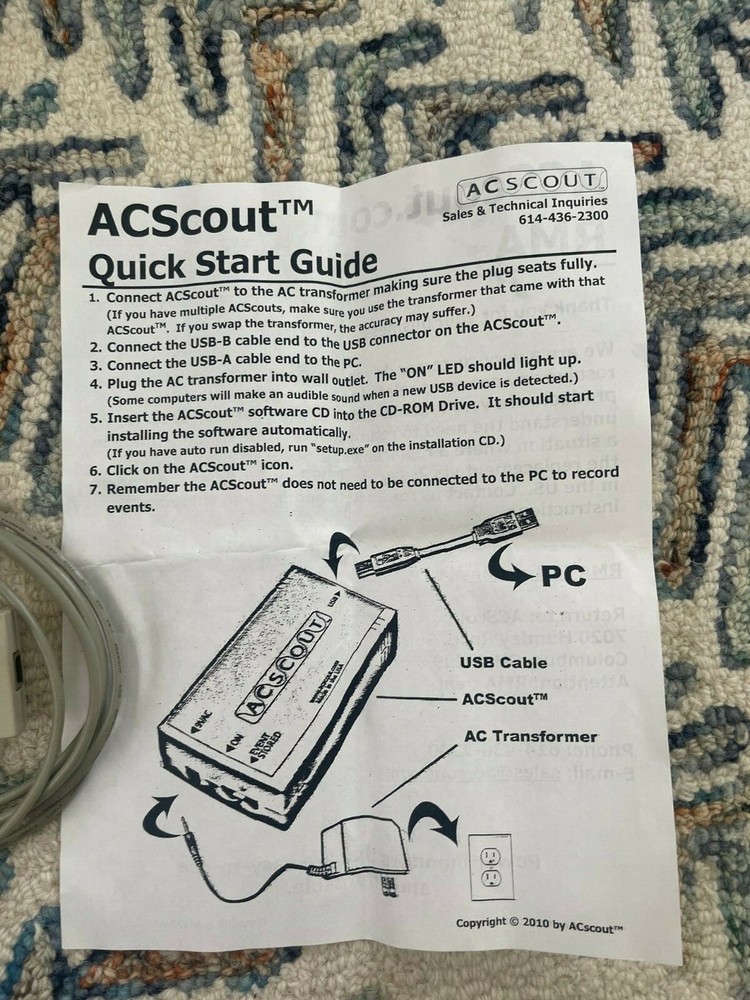 ACScout™
ACSCOUT
Sales & Technical Inquiries
614-436-2300
Quick Start Guide
1. Connect ACScout™ to the AC transformer making sure the plug seats fully.
(If you have multiple ACScouts, make sure you use the transformer that came with that
ACScout™. If you swap the transformer, the accuracy may suffer.)
2. Connect the USB-B cable end to the USB connector on the ACScout™.
3. Connect the USB-A cable end to the PC.
4. Plug the AC transformer into wall outlet. The "ON" LED should light up.
(Some computers will make an audible sound when a new USB device is detected.)
5. Insert the ACScout™ software CD into the CD-ROM Drive. It should start
installing the software automatically.
(If you have auto run disabled, run "setup.exe" on the installation CD.)
6. Click on the ACScout™ icon.
7. Remember the ACScout™ does not need to be connected to the PC to record
events.
PC
USB
ACSCOUT
Made in the USA
9VAC
ON
EVENT
STORED
USB Cable
ACScout™
AC Transformer
Copyright © 2010 by ACscout™